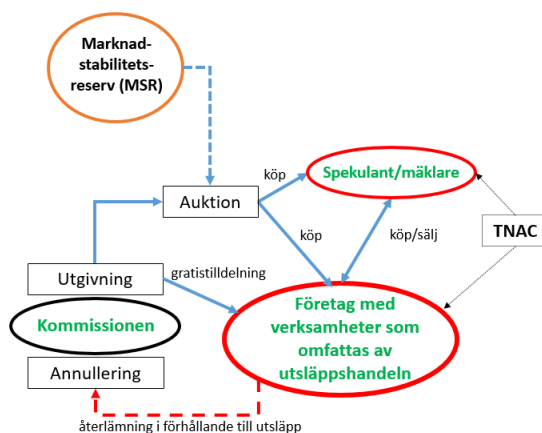 Marknad-
stabilitets-
reserv (MSR)
köp
Spekulant/mäklare
Auktion
TNAC
köp
köp/sälj
Utgivning
gratistilldelning
Kommissionen
Företag med
verksamheter som
omfattas av
utsläppshandeln
Annullering
återlämning i förhållande till utsläpp